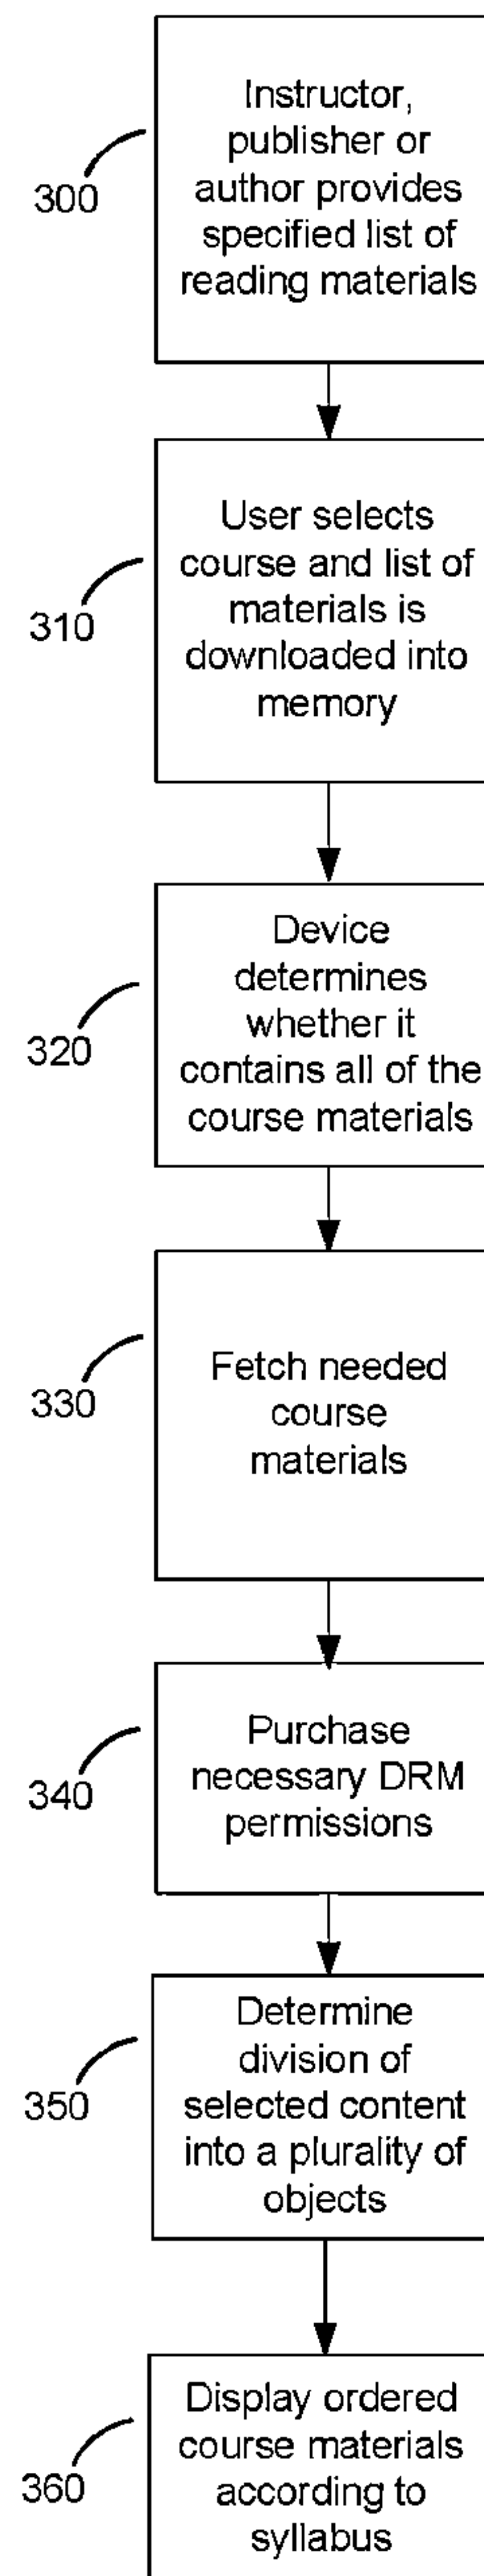 Instructor,
publisher or
author provides
specified list of
reading materials
300
User selects
course and list of
materials is
downloaded into
memory
310
Device
determines
whether it
contains all of the
course materials
320
Fetch needed
course
materials
330
Purchase
necessary DRM
permissions
340
Determine
division of
selected content
into a plurality of
objects
350
Display ordered
course materials
according to
syllabus
360